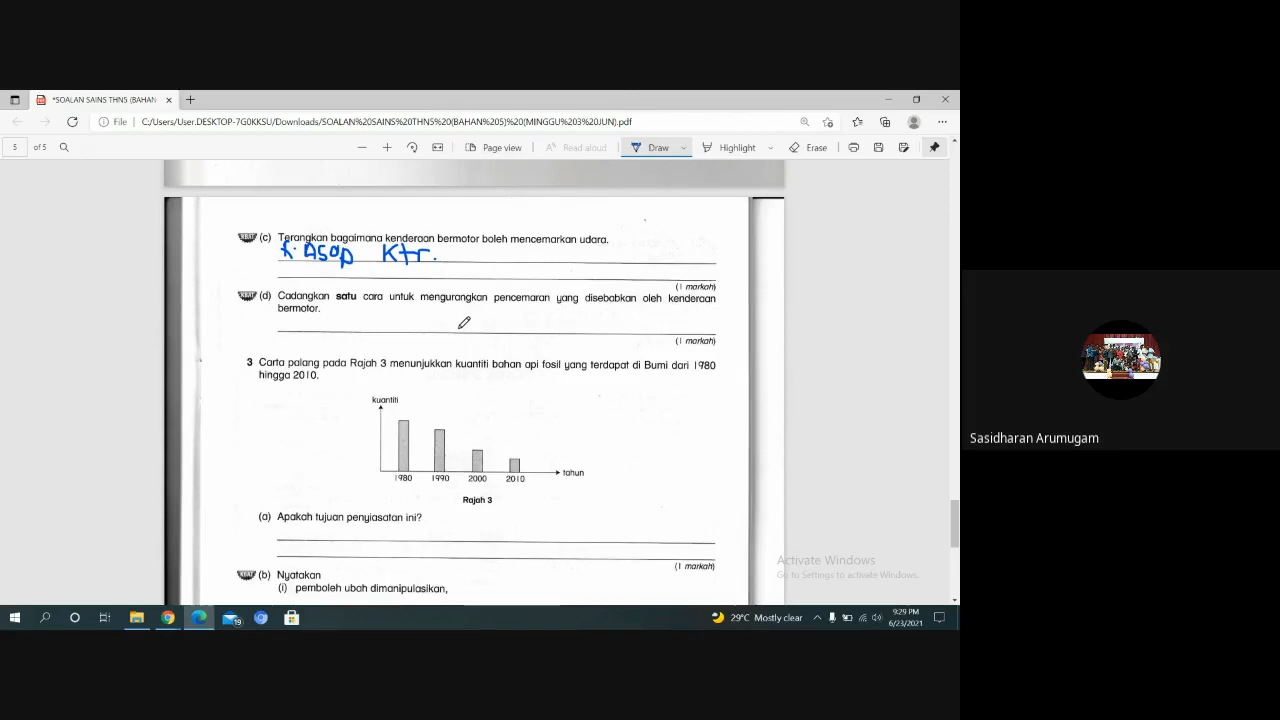 *SOALAN SAINS THN5 (BAHAN
File
C:/Users/User.DESKTOP-7G0KKSU/Downloads/SOALAN%20SAINS%20THN5%20(BAHAN%205)%20(MINGGU%203%20JUN).pdf
5 of 5
Page view
Read aloud
Draw
Highlight
Erase
KBAT (c) Terangkan bagaimana kenderaan bermotor boleh mencemarkan udara.
Asap Ktr.
(1 markah)
KBAT (d) Cadangkan satu cara untuk mengurangkan pencemaran yang disebabkan oleh kenderaan
bermotor.
(1 markah)
3 Carta palang pada Rajah 3 menunjukkan kuantiti bahan api fosil yang terdapat di Bumi dari 1980
hingga 2010.
kuantiti
tahun
1980 1990 2000 2010
Rajah 3
(a) Apakah tujuan penyiasatan ini?
(1 markah)
KBAT (b) Nyatakan
(i) pemboleh ubah dimanipulasikan,
Activate Windows
Go to Settings to activate Windows.
Sasidharan Arumugam
19
29°C Mostly clear
9:29 PM
6/23/2021